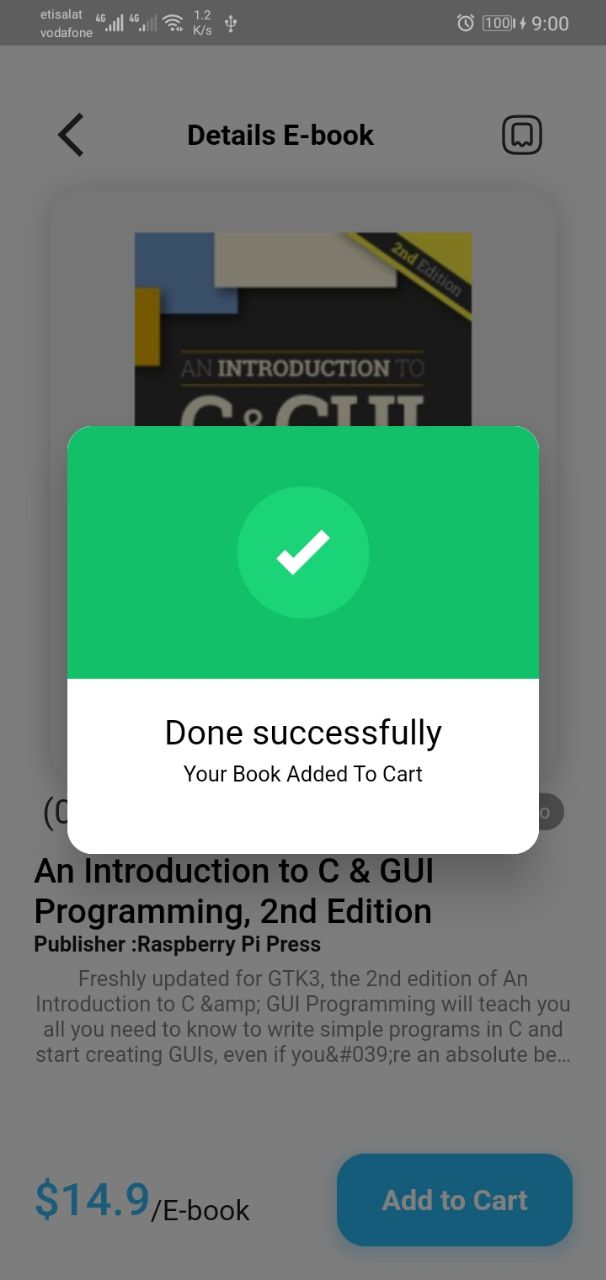 etisalat
vodafone
4G
4G
1.2
K/s
100
9:00
Details E-book
2nd Edition
AN INTRODUCTION TO
C & GUI
Done successfully
Your Book Added To Cart
An Introduction to C & GUI
Programming, 2nd Edition
Publisher :Raspberry Pi Press
Freshly updated for GTK3, the 2nd edition of An
Introduction to C &amp; GUI Programming will teach you
all you need to know to write simple programs in C and
start creating GUIs, even if you&#039;re an absolute be...
$14.9/E-book
Add to Cart